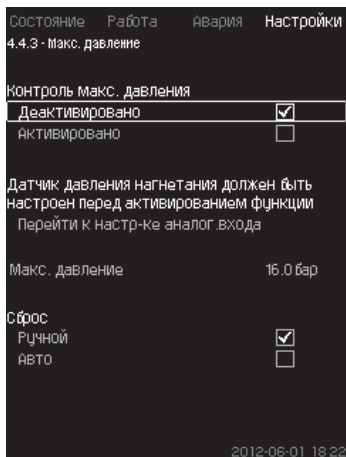 Состояние Работа Авария Настройки
4.4.3 - Макс. давление
Контроль макс. давления
Деактивировано
Активировано
Датчик давления нагнетания должен быть
настроен перед активированием функции
Перейти к настр-ке аналог.входа
Макс. давление 16.0 бар
Сброс
Ручной
Авто
2012-06-01 18:22